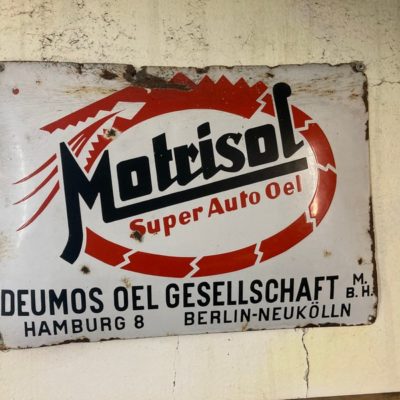 Motrisol
Super Auto Oel
DEUMOS OEL GESELLSCHAFT M.B.H.
HAMBURG 8 BERLIN-NEUKÖLLN